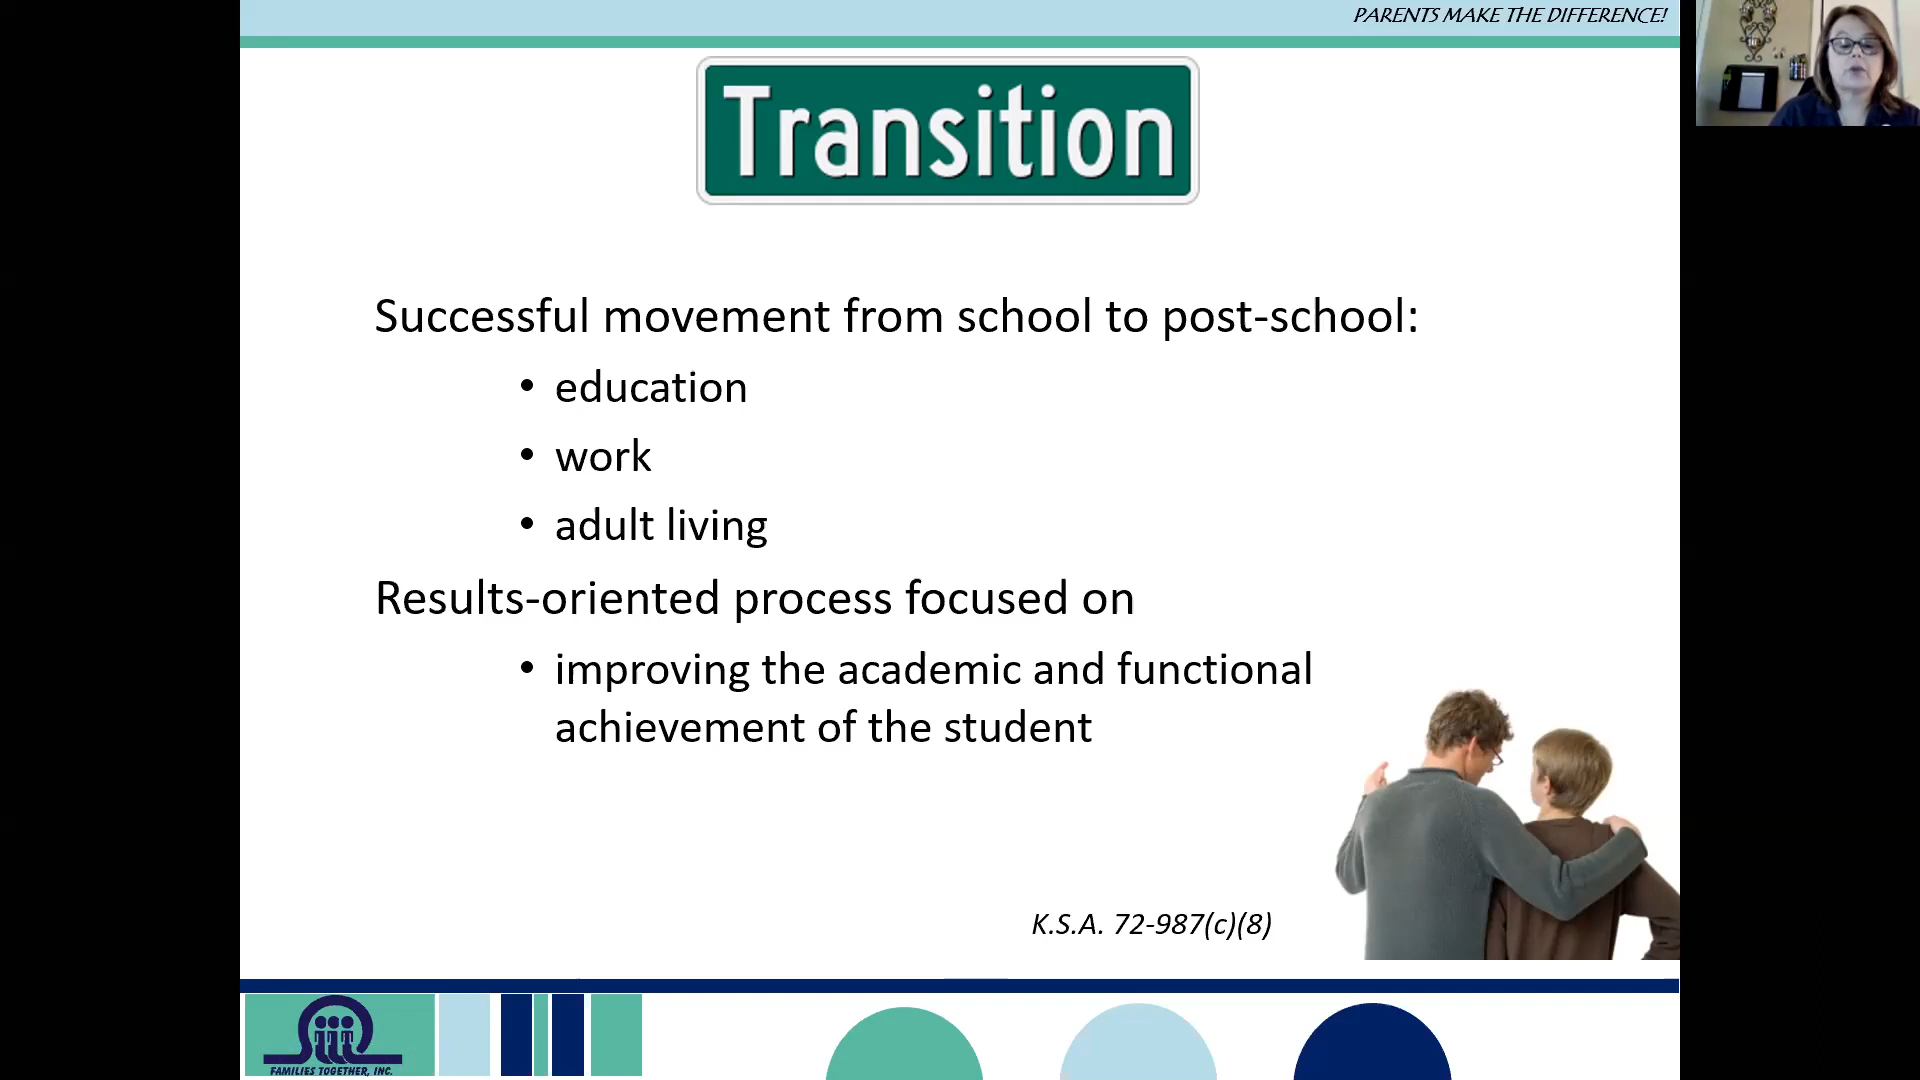 PARENTS MAKE THE DIFFERENCE!
Transition
Successful movement from school to post-school:
• education
• work
• adult living
Results-oriented process focused on
• improving the academic and functional
achievement of the student
K.S.A. 72-987(c)(8)
FAMILIES TOGETHER, INC.